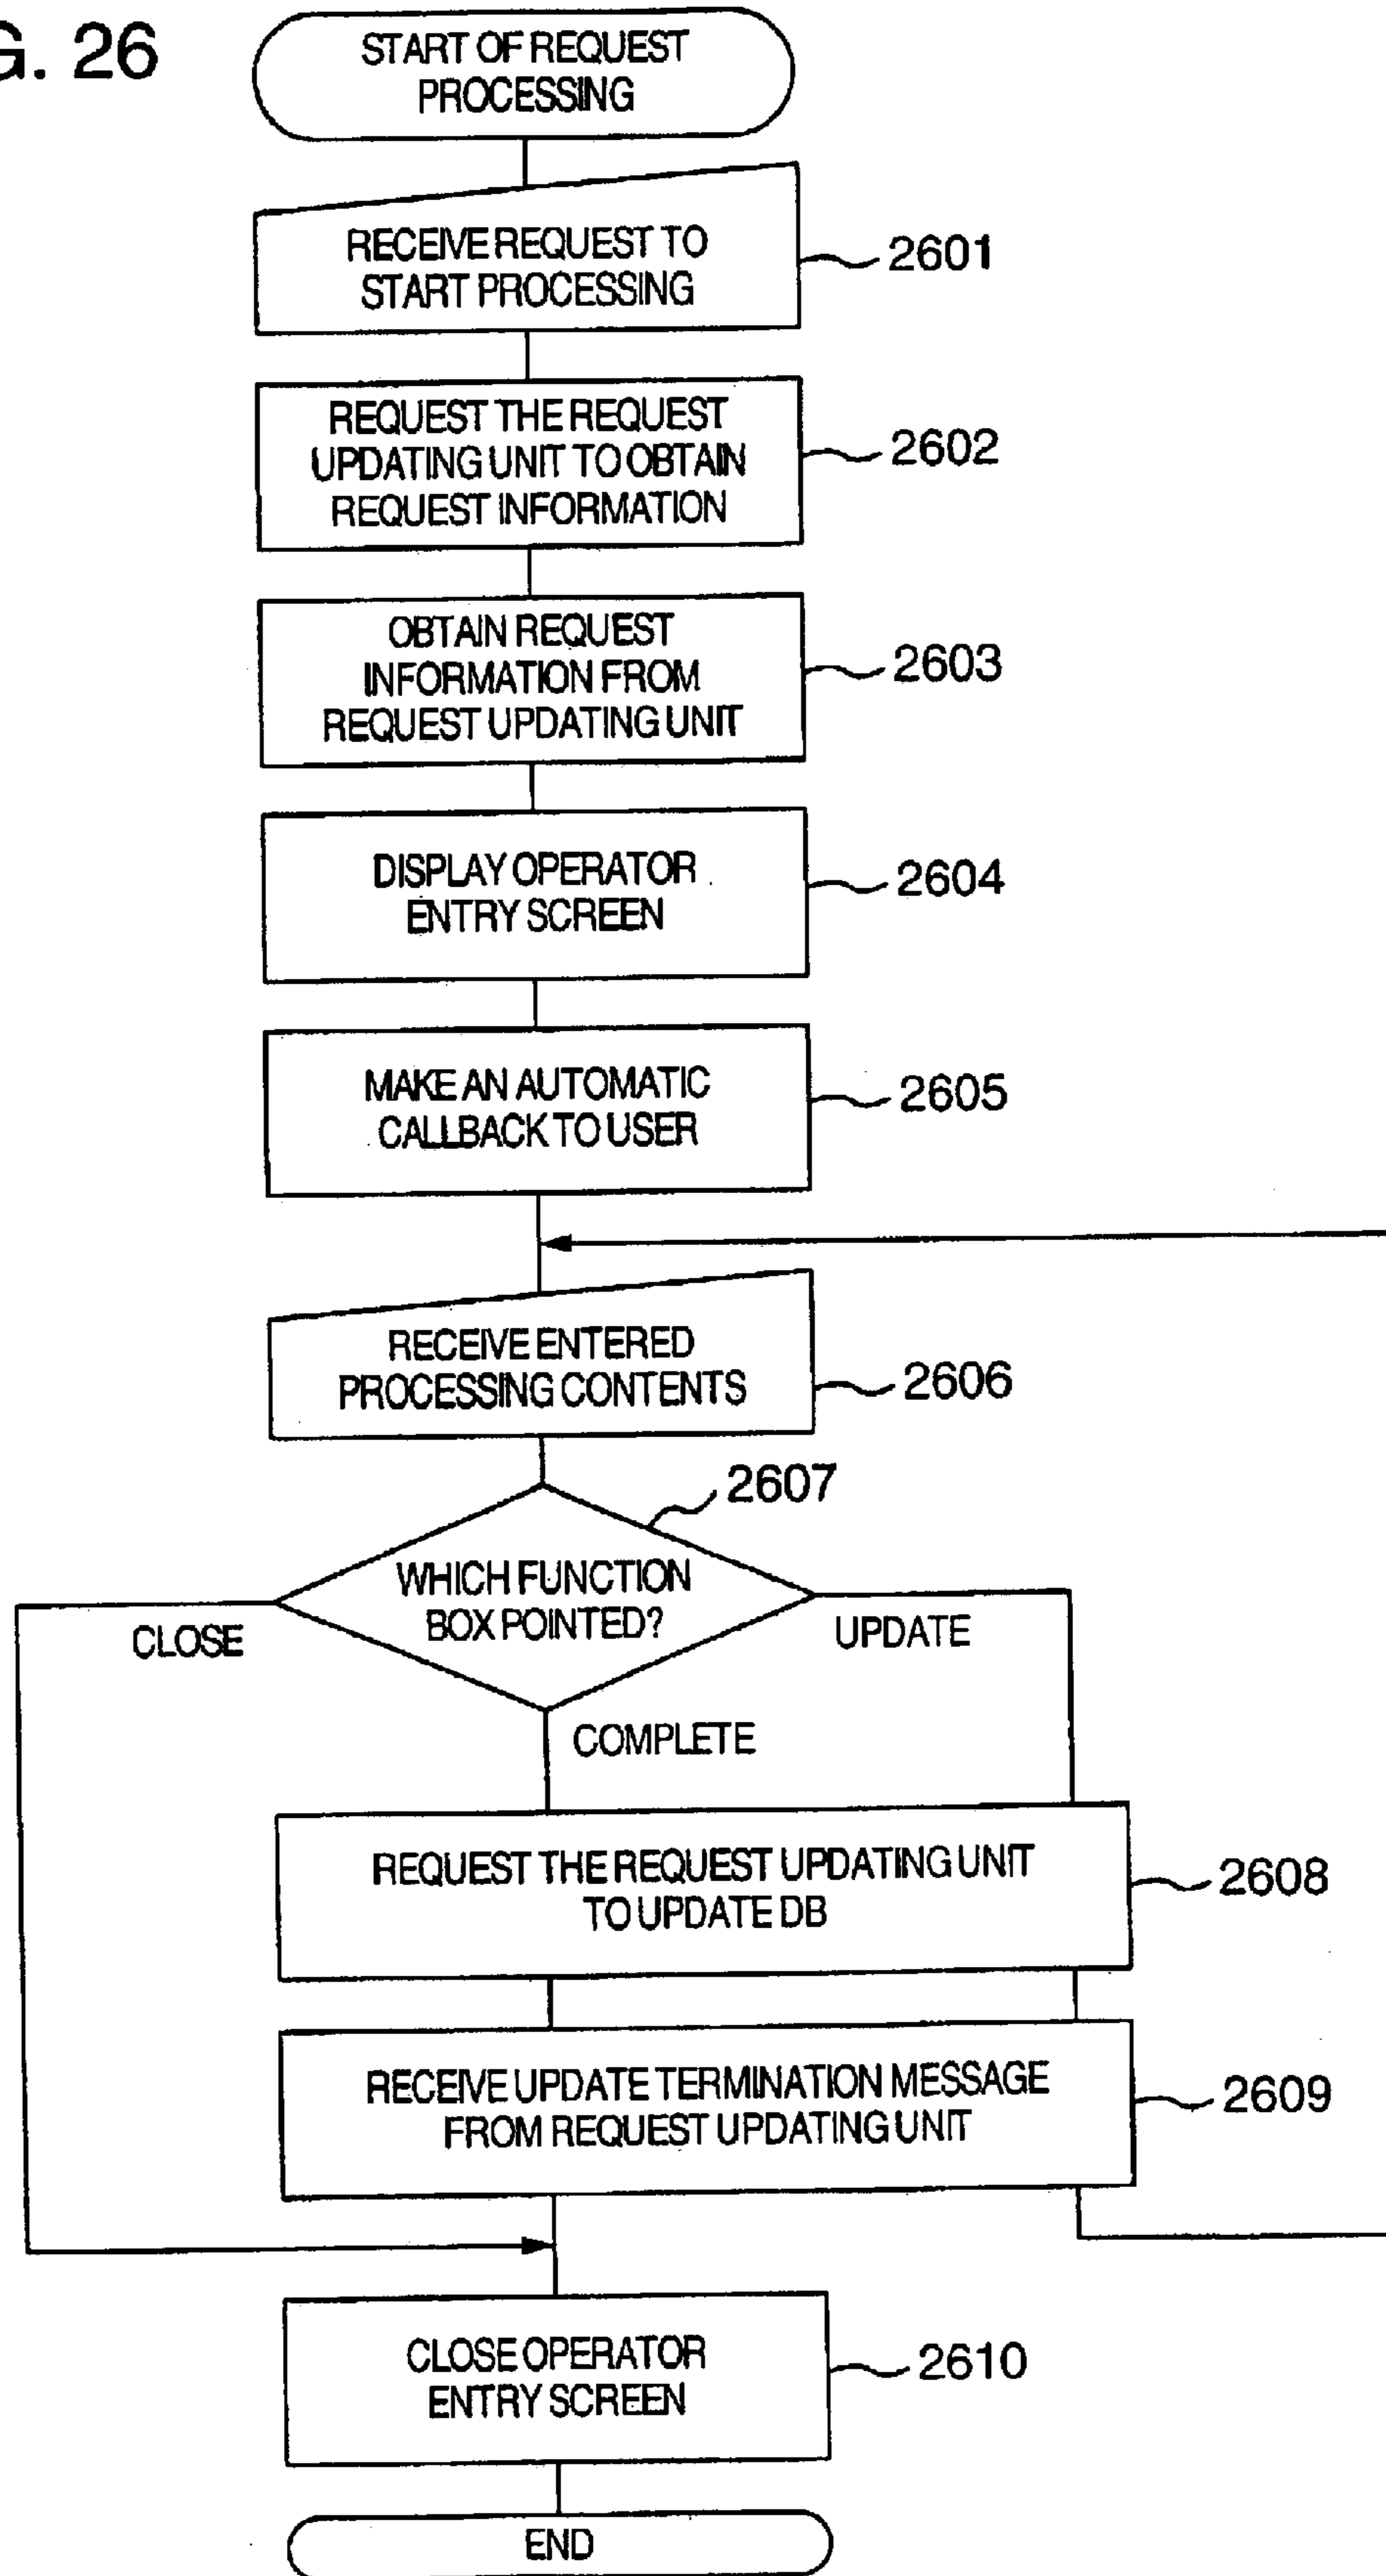 G. 26
START OF REQUEST
PROCESSING
RECEIVE REQUEST TO
START PROCESSING
2601
REQUEST THE REQUEST
UPDATING UNIT TO OBTAIN
REQUEST INFORMATION
2602
OBTAIN REQUEST
INFORMATION FROM
REQUEST UPDATING UNIT
2603
DISPLAY OPERATOR
ENTRY SCREEN
2604
MAKE AN AUTOMATIC
CALLBACK TO USER
2605
RECEIVE ENTERED
PROCESSING CONTENTS
2606
2607
WHICH FUNCTION
BOX POINTED?
CLOSE
UPDATE
COMPLETE
REQUEST THE REQUEST UPDATING UNIT
TO UPDATE DB
2608
RECEIVE UPDATE TERMINATION MESSAGE
FROM REQUEST UPDATING UNIT
2609
CLOSE OPERATOR
ENTRY SCREEN
2610
END